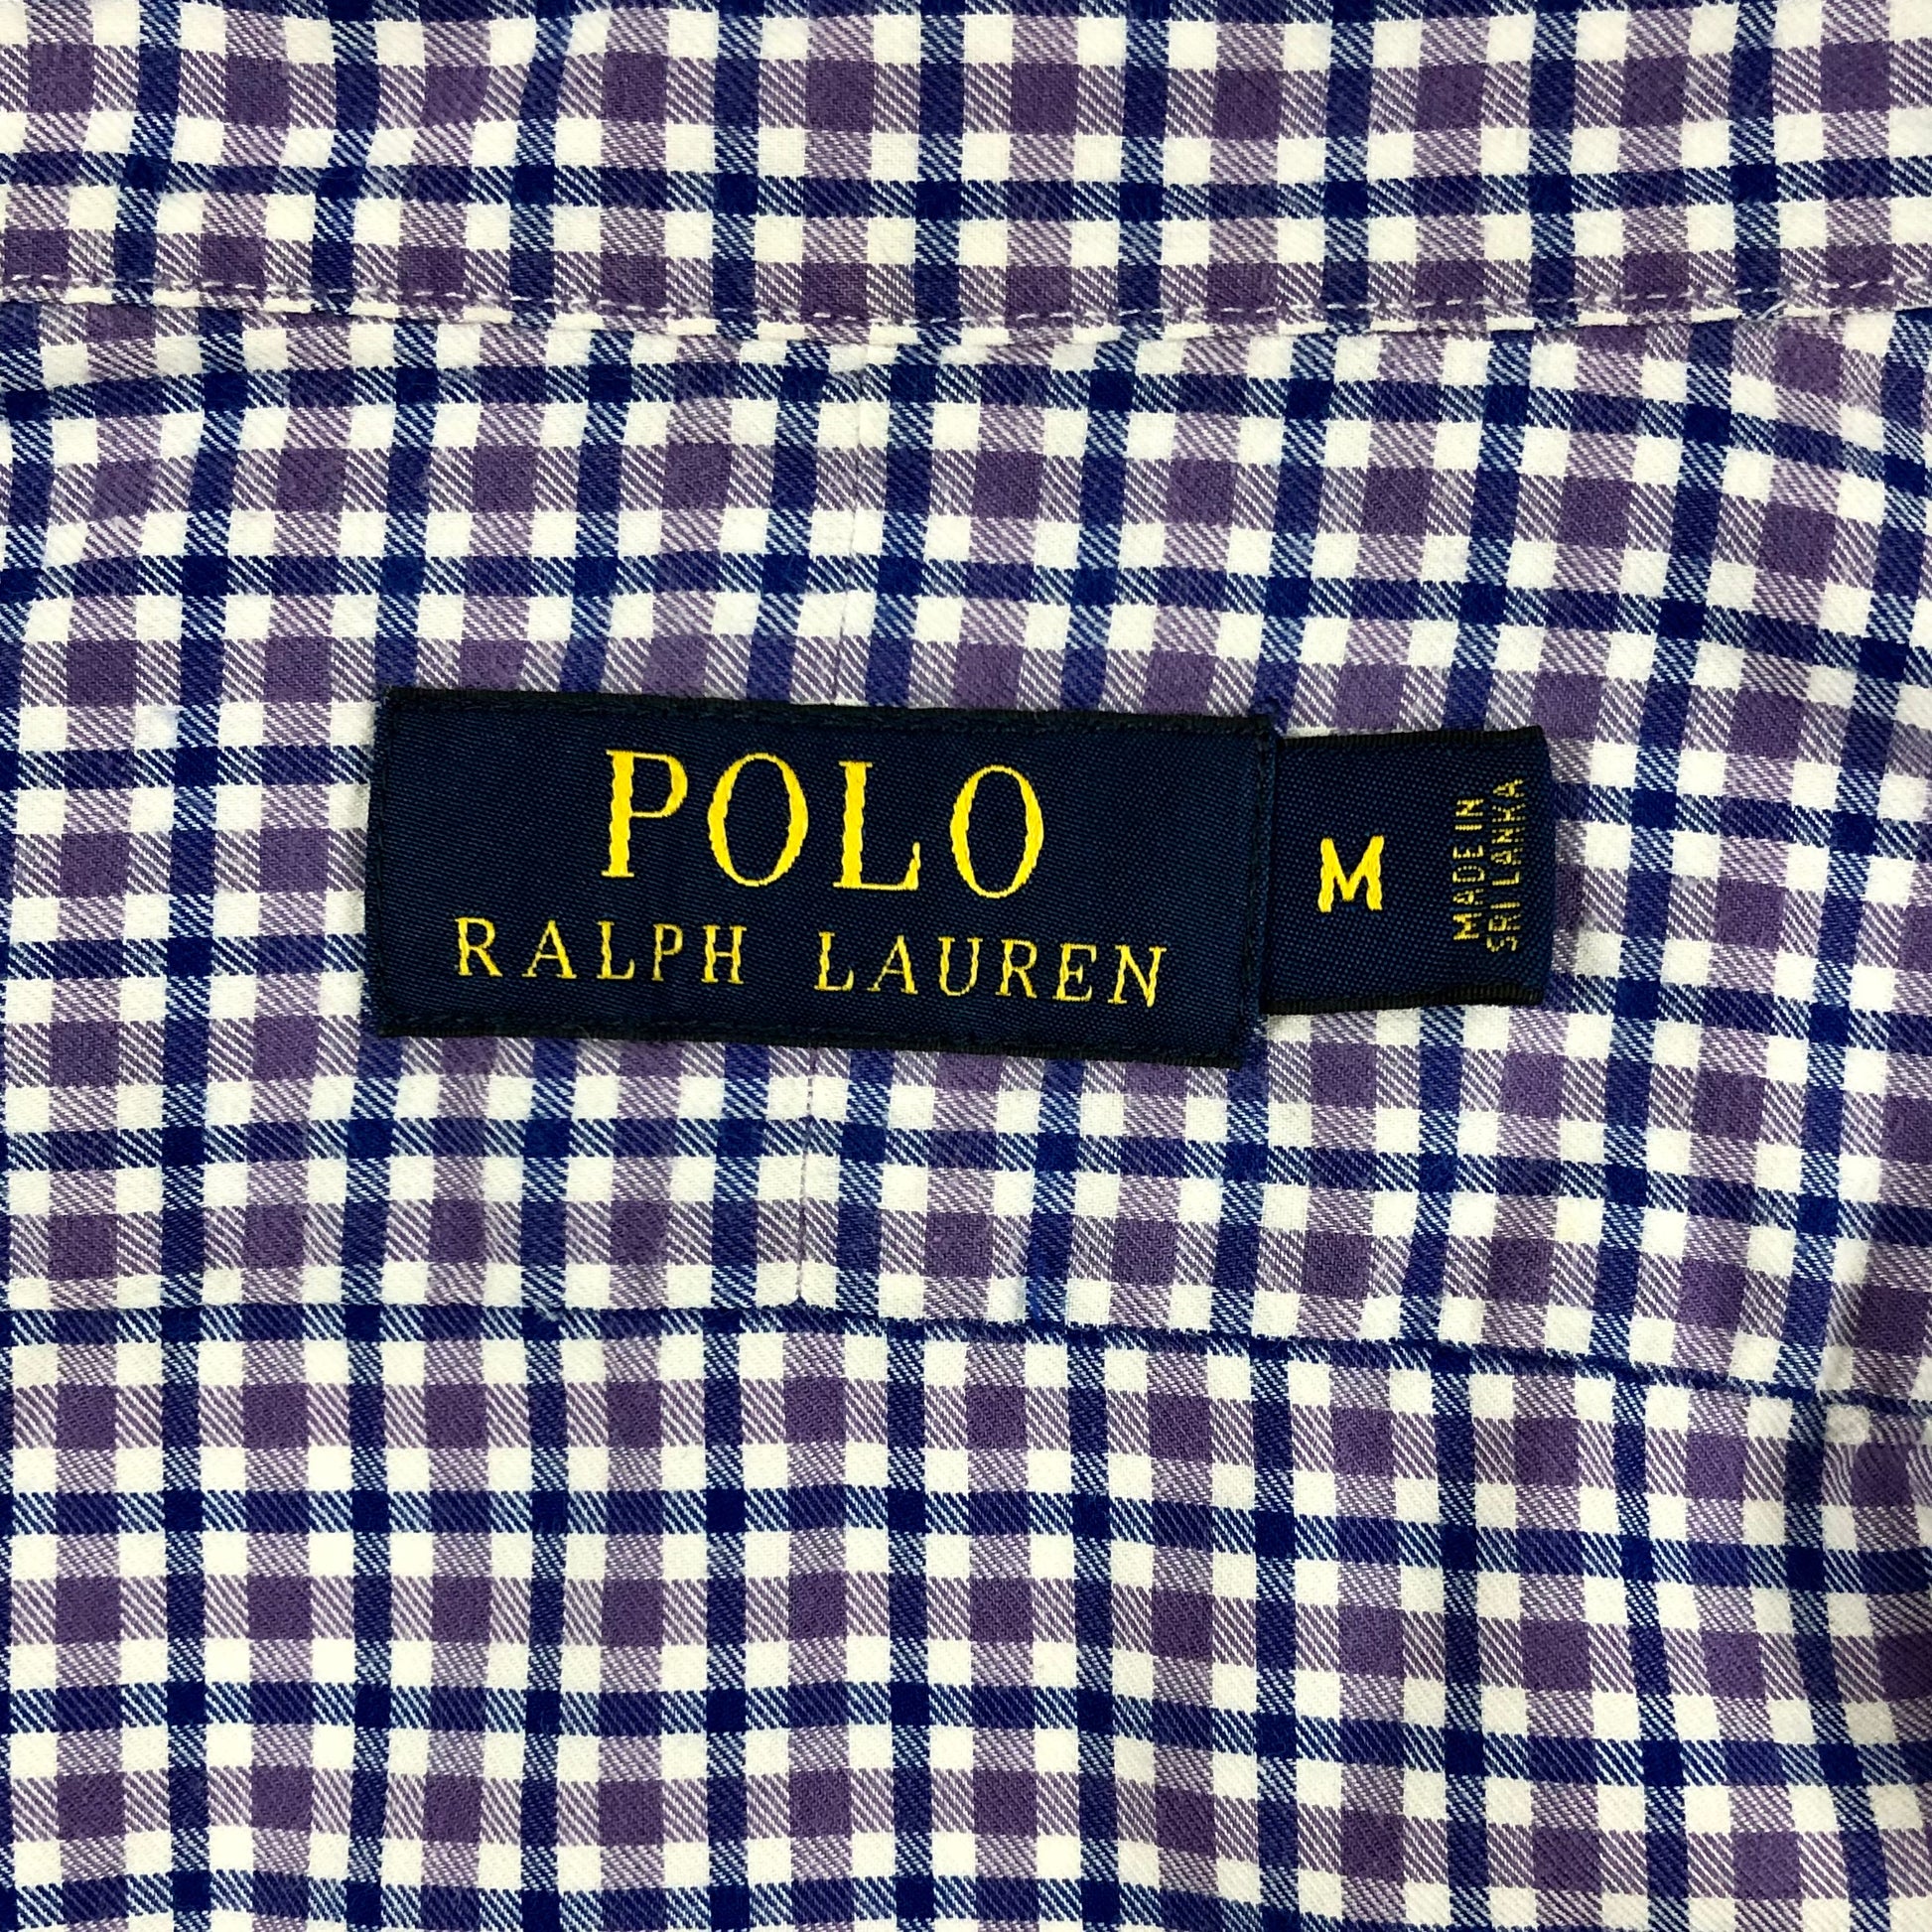 POLO
RALPH LAUREN
M
MADE IN
SRI LANKA